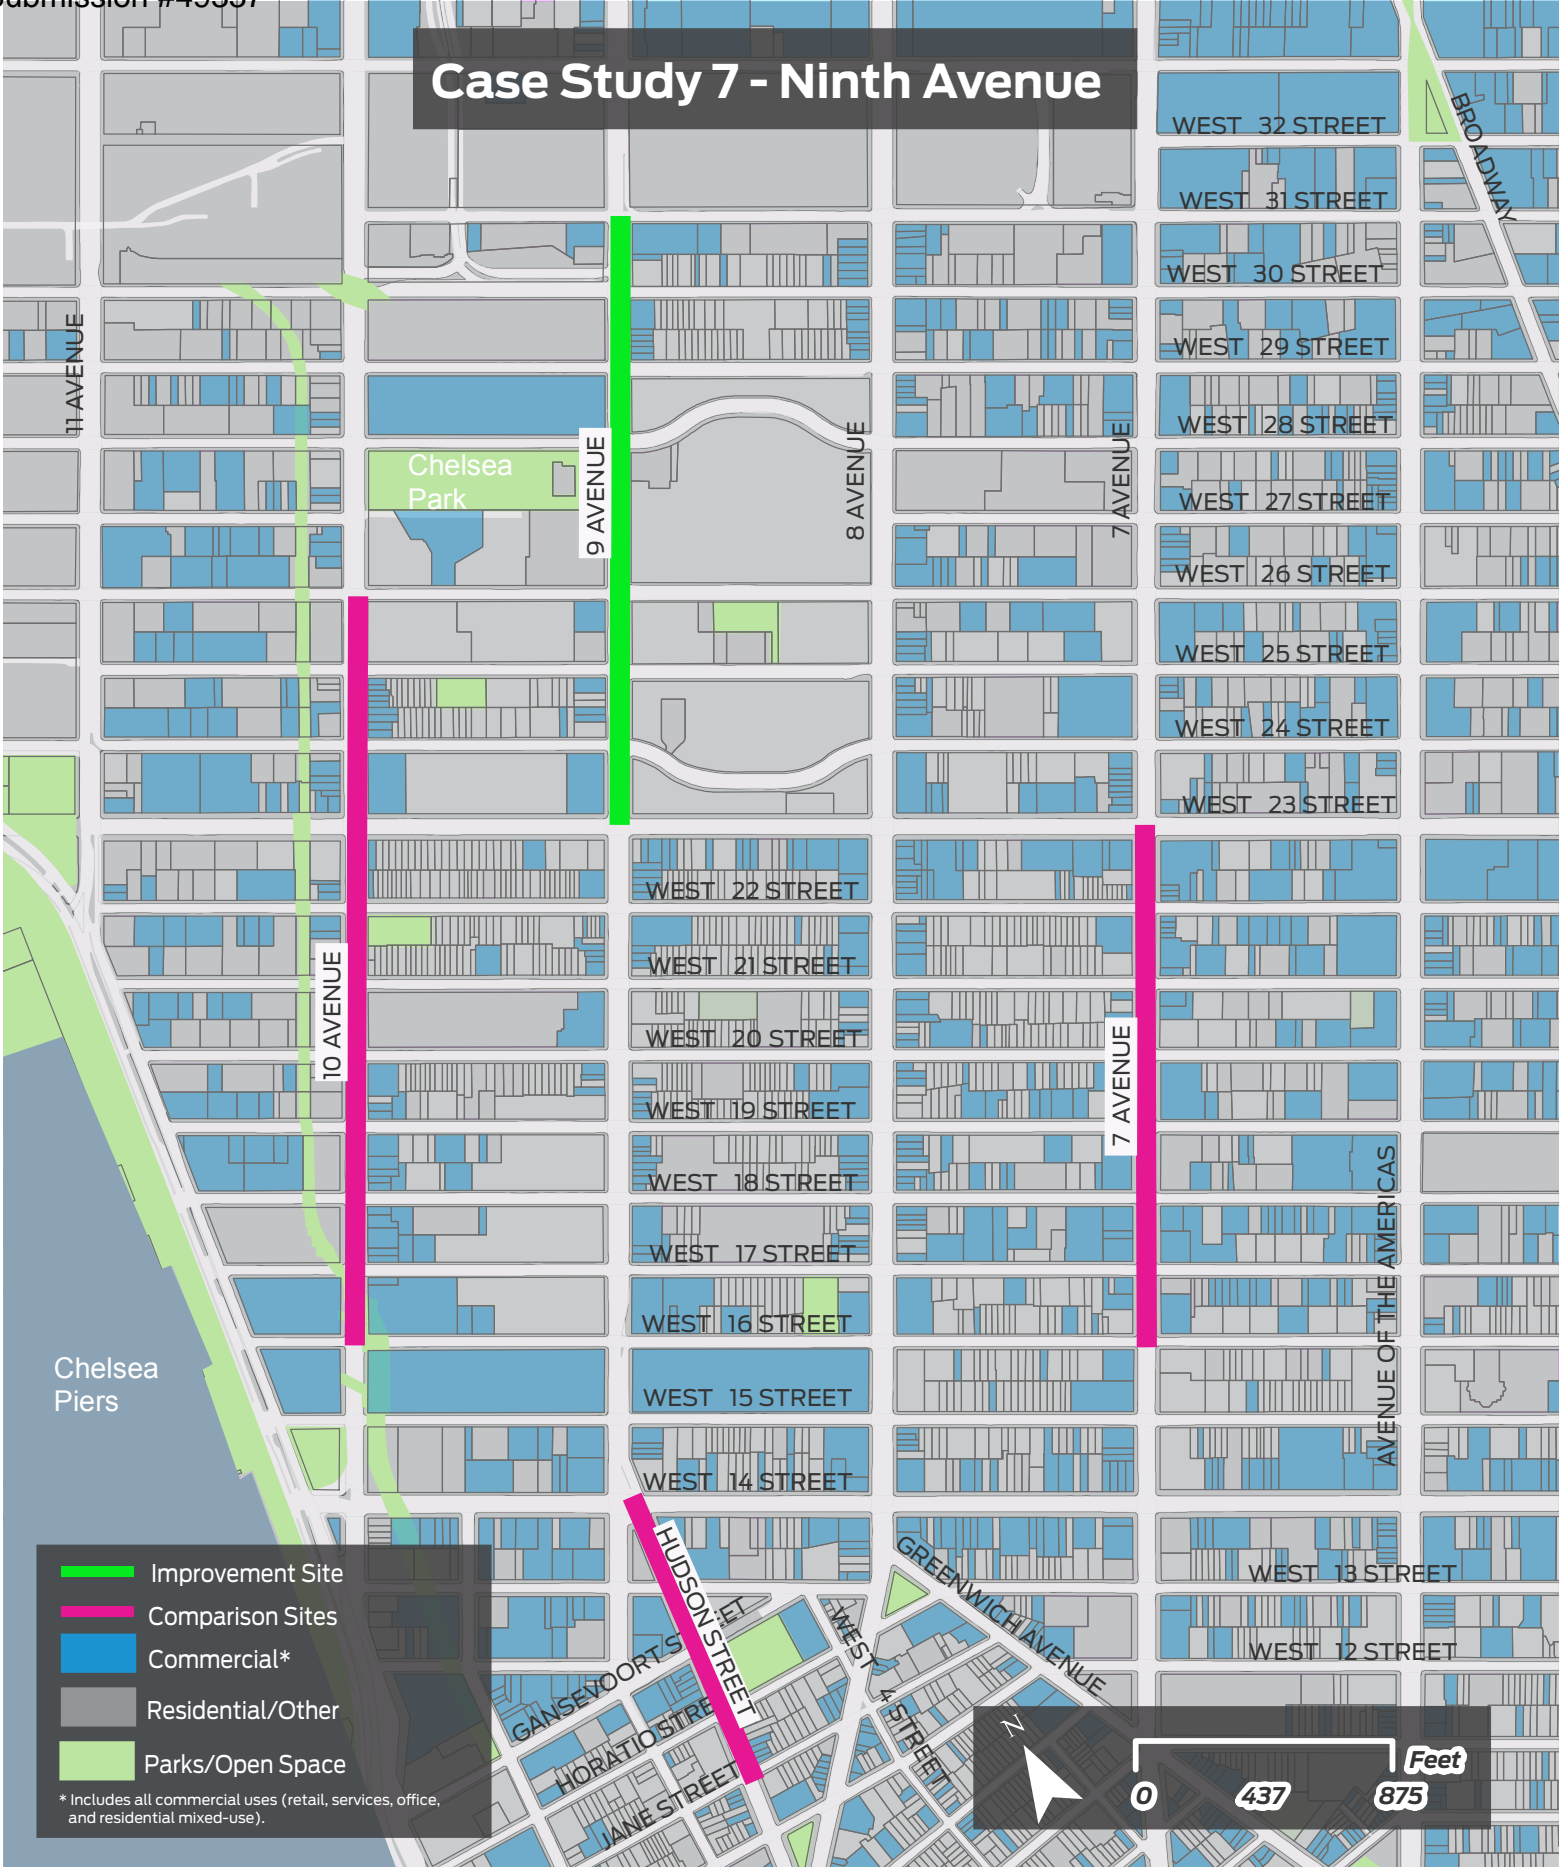 Submission #49337
Case Study 7 - Ninth Avenue
WEST 32 STREET
BROADWAY
WEST 31 STREET
WEST 30 STREET
11 AVENUE
WEST 29 STREET
WEST 28 STREET
Chelsea
Park
9 AVENUE
8 AVENUE
7 AVENUE
WEST 27 STREET
WEST 26 STREET
WEST 25 STREET
WEST 24 STREET
WEST 23 STREET
WEST 22 STREET
WEST 21 STREET
10 AVENUE
WEST 20 STREET
7 AVENUE
WEST 19 STREET
WEST 18 STREET
AVENUE OF THE AMERICAS
WEST 17 STREET
WEST 16 STREET
Chelsea
Piers
WEST 15 STREET
WEST 14 STREET
HUDSON STREET
GREENWICH AVENUE
WEST 13 STREET
WEST 12 STREET
GANSEVOORT STREET
WEST 4 STREET
HORATIO STREET
JANE STREET
Improvement Site
Comparison Sites
Commercial*
Residential/Other
Parks/Open Space
* Includes all commercial uses (retail, services, office,
and residential mixed-use).
N
Feet
0 437 875